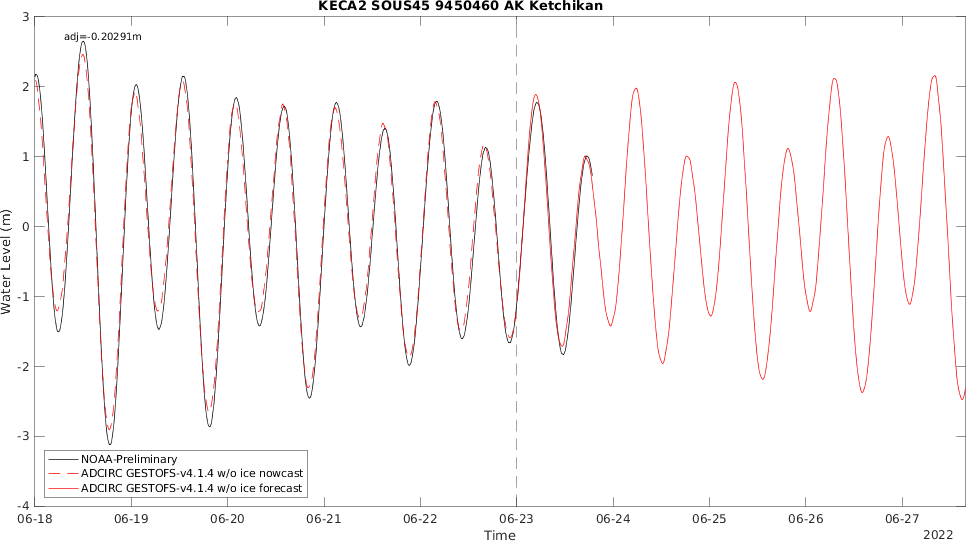 KECA2 SOUS45 9450460 AK Ketchikan
adj=-0.20291m
3
2
1
0
-1
-2
-3
-4
Water Level (m)
NOAA-Preliminary
ADCIRC GESTOFS-v4.1.4 w/o ice nowcast
ADCIRC GESTOFS-v4.1.4 w/o ice forecast
06-18 06-19 06-20 06-21 06-22 06-23 06-24 06-25 06-26 06-27
Time
2022